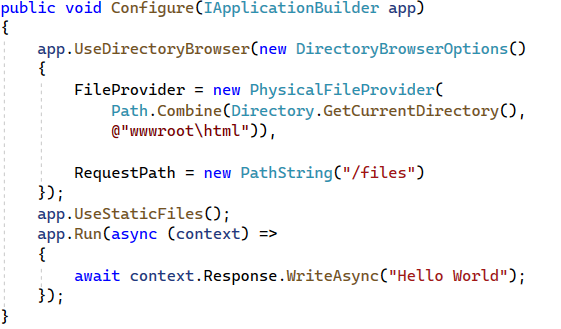 public void Configure(IApplicationBuilder app)
{
    app.UseDirectoryBrowser(new DirectoryBrowserOptions()
    {
        FileProvider = new PhysicalFileProvider(
            Path.Combine(Directory.GetCurrentDirectory(),
            @"wwwroot\html")),

        RequestPath = new PathString("/files")
    });
    app.UseStaticFiles();
    app.Run(async (context) =>
    {
        await context.Response.WriteAsync("Hello World");
    });
}